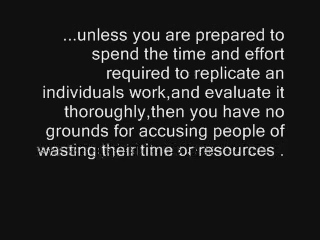 ...unless you are prepared to
spend the time and effort
required to replicate an
individuals work,and evaluate it
thoroughly,then you have no
grounds for accusing people of
wasting their time or resources .